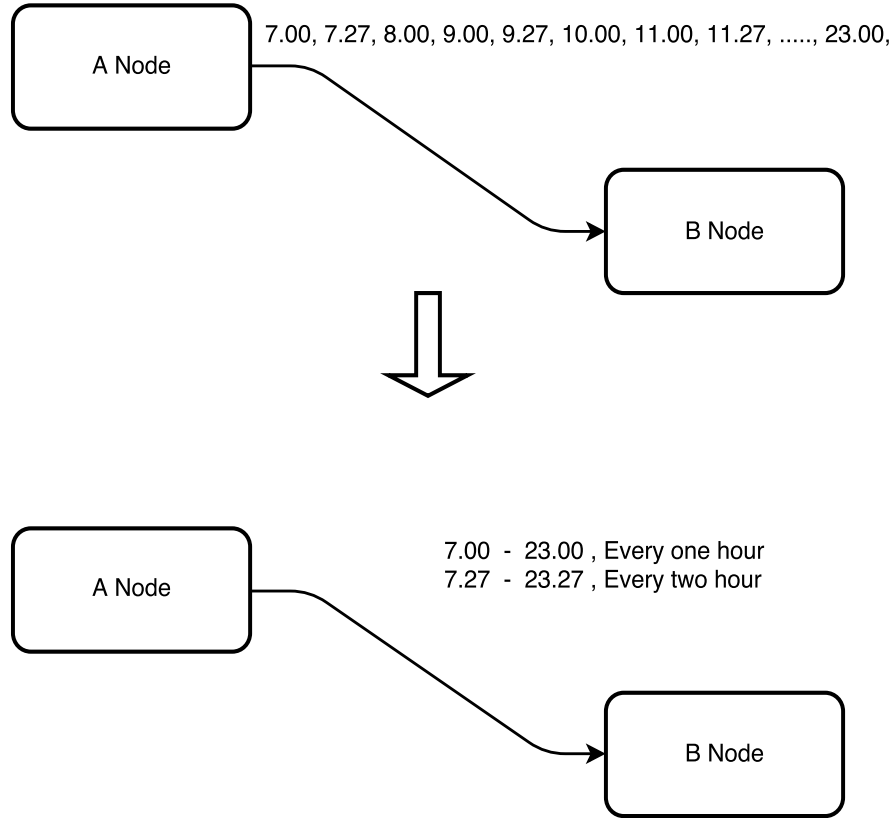 7.00, 7.27, 8.00, 9.00, 9.27, 10.00, 11.00, 11.27, ....., 23.00,
A Node
B Node
7.00 - 23.00 , Every one hour
7.27 - 23.27 , Every two hour
A Node
B Node